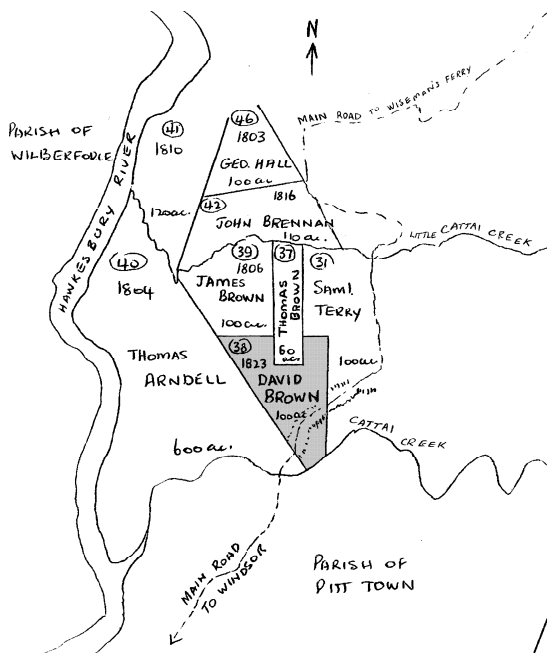 N
MAIN ROAD TO WISEMAN'S FERRY
PARISH OF
WILBERFODLE
HAWKESBURY RIVER
41
1810
120 ac.
46
1803
GEO. HALL
100 ac
42
1816
JOHN BRENNAN
110 ac.
LITTLE CATTAI CREEK
40
1804
THOMAS
ARNDELL
600 ac.
39
1806
JAMES
BROWN
100 ac.
37
THOMAS
BROWN
60
acs.
31
SAML.
TERRY
100 ac.
38
1823
DAVID
BROWN
100 ac
CATTAI
CREEK
MAIN ROAD
TO WINDSOR
PARISH OF
PITT TOWN